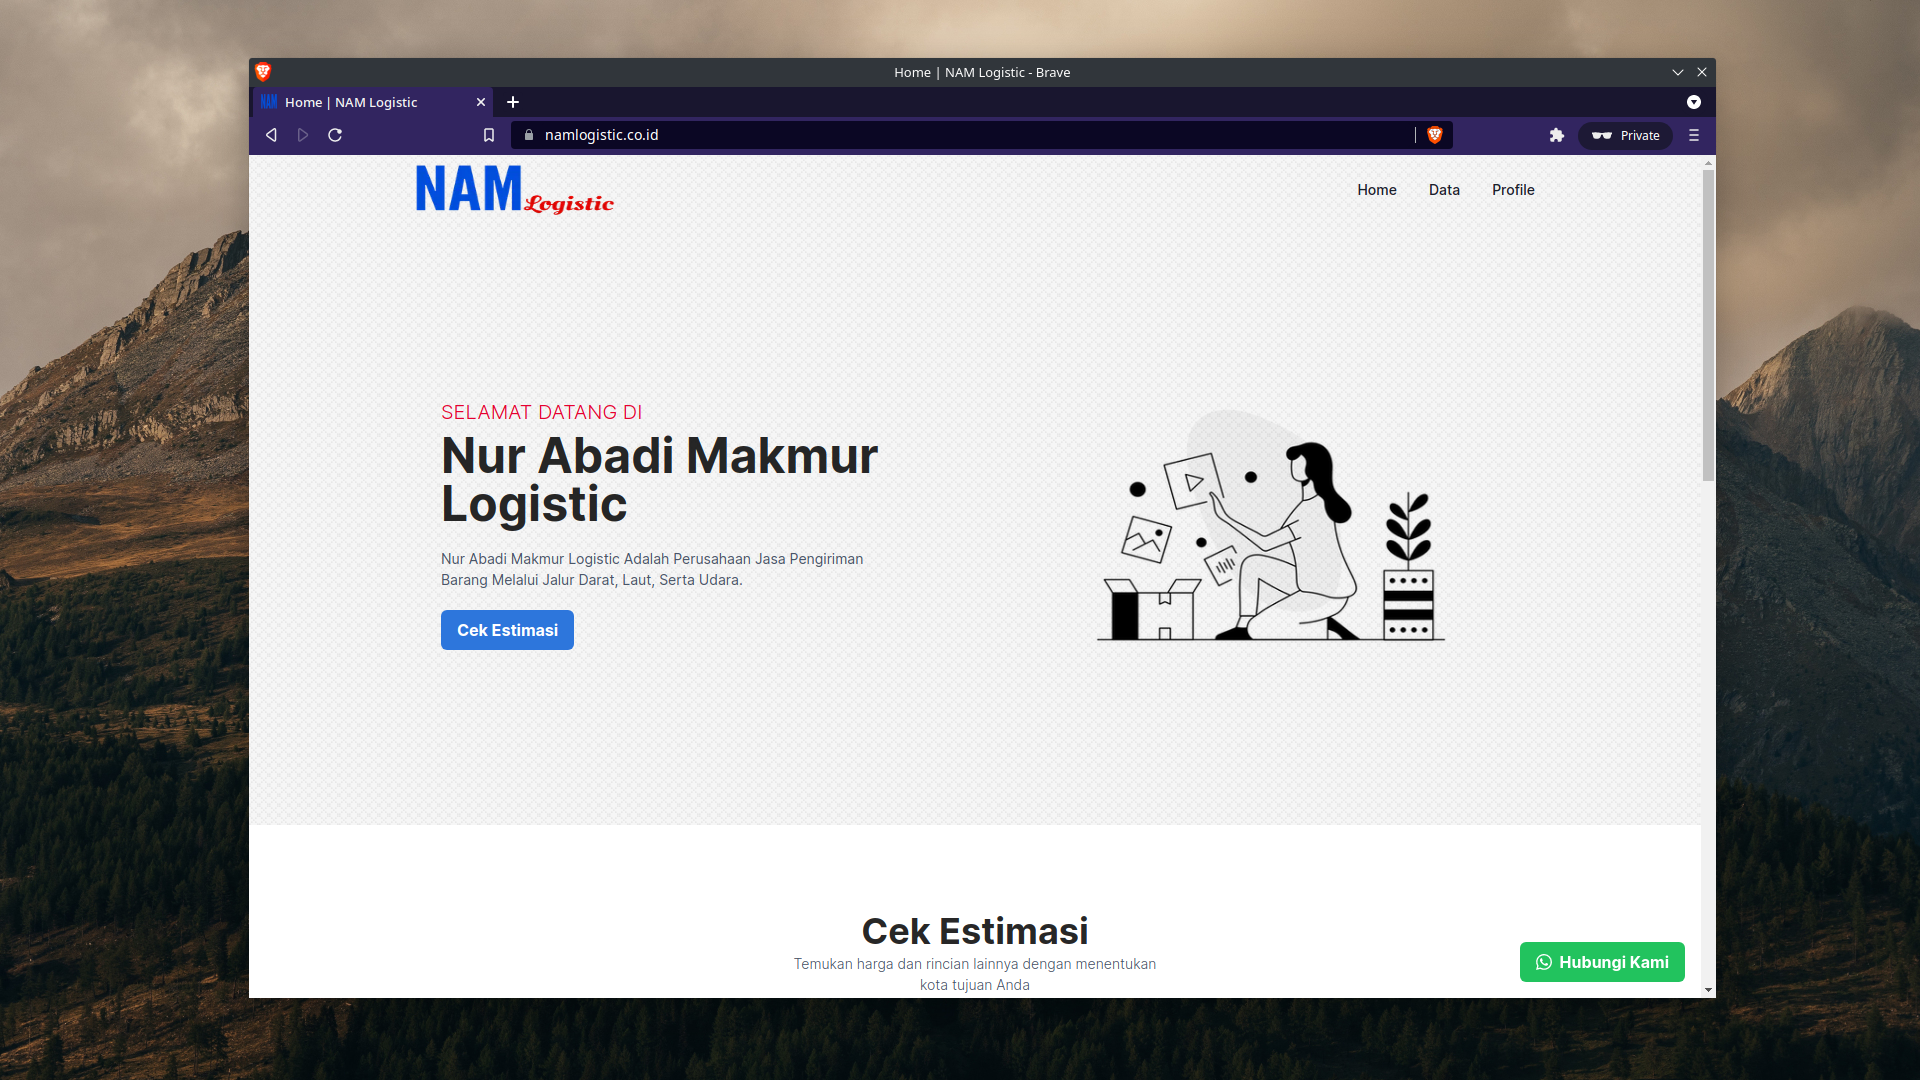 Home | NAM Logistic - Brave
NAM Home | NAM Logistic
namlogistic.co.id
Private
NAM Logistic
Home Data Profile
SELAMAT DATANG DI
Nur Abadi Makmur
Logistic
Nur Abadi Makmur Logistic Adalah Perusahaan Jasa Pengiriman
Barang Melalui Jalur Darat, Laut, Serta Udara.
Cek Estimasi
Cek Estimasi
Temukan harga dan rincian lainnya dengan menentukan
kota tujuan Anda
Hubungi Kami